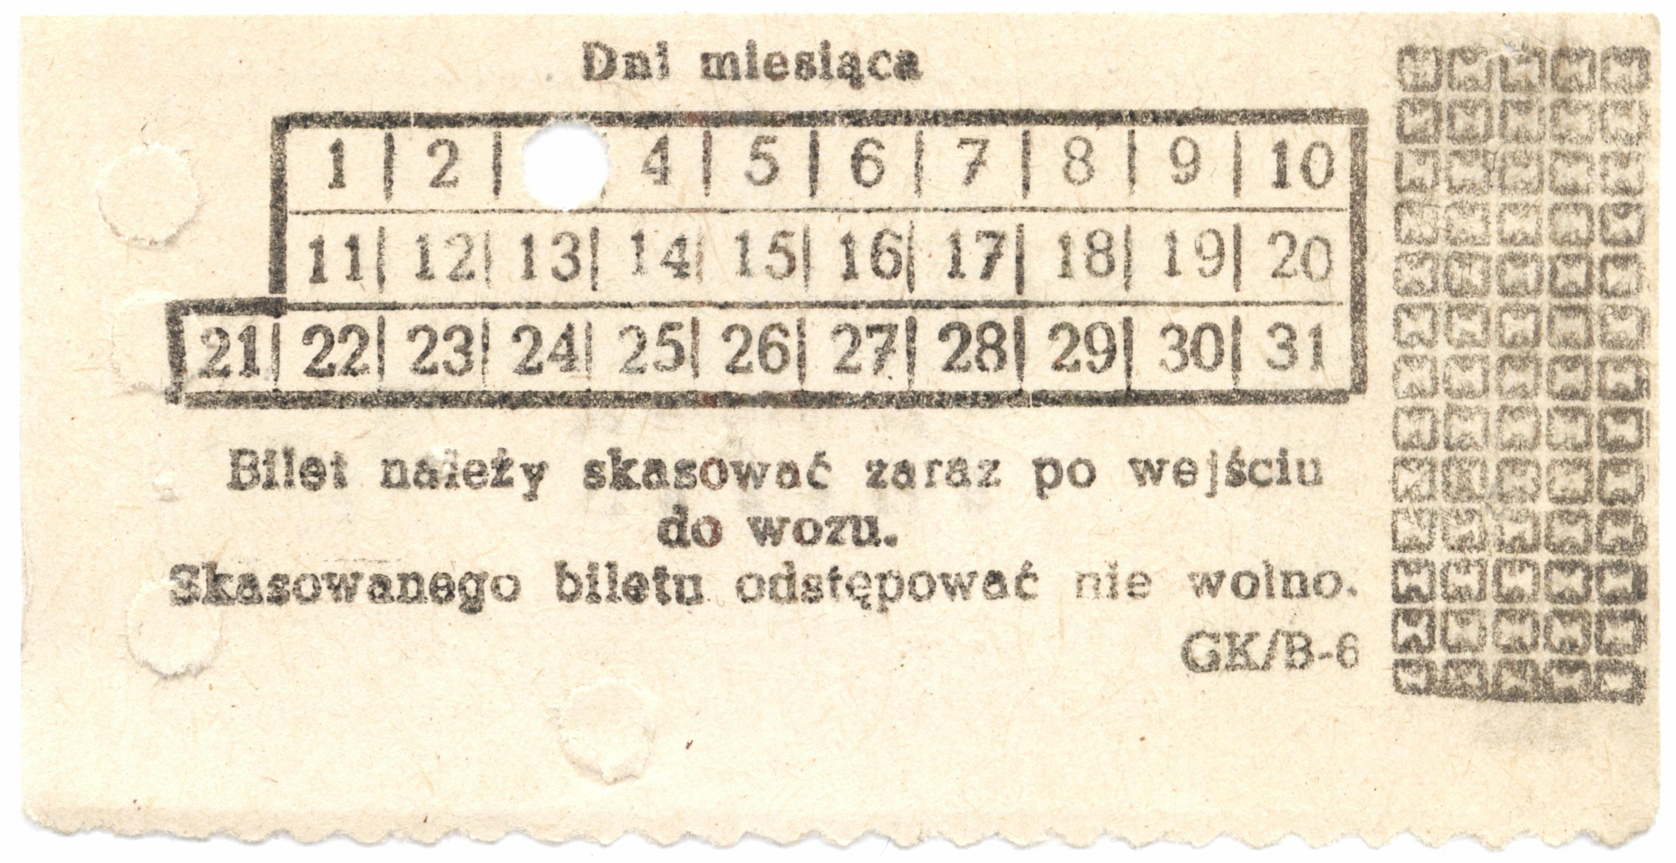 Dni miesiąca
1 | 2 | | 4 | 5 | 6 | 7 | 8 | 9 | 10
11 | 12 | 13 | 14 | 15 | 16 | 17 | 18 | 19 | 20
21 | 22 | 23 | 24 | 25 | 26 | 27 | 28 | 29 | 30 | 31
Bilet należy skasować zaraz po wejściu
do wozu.
Skasowanego biletu odstępować nie wolno.
GK/B-6